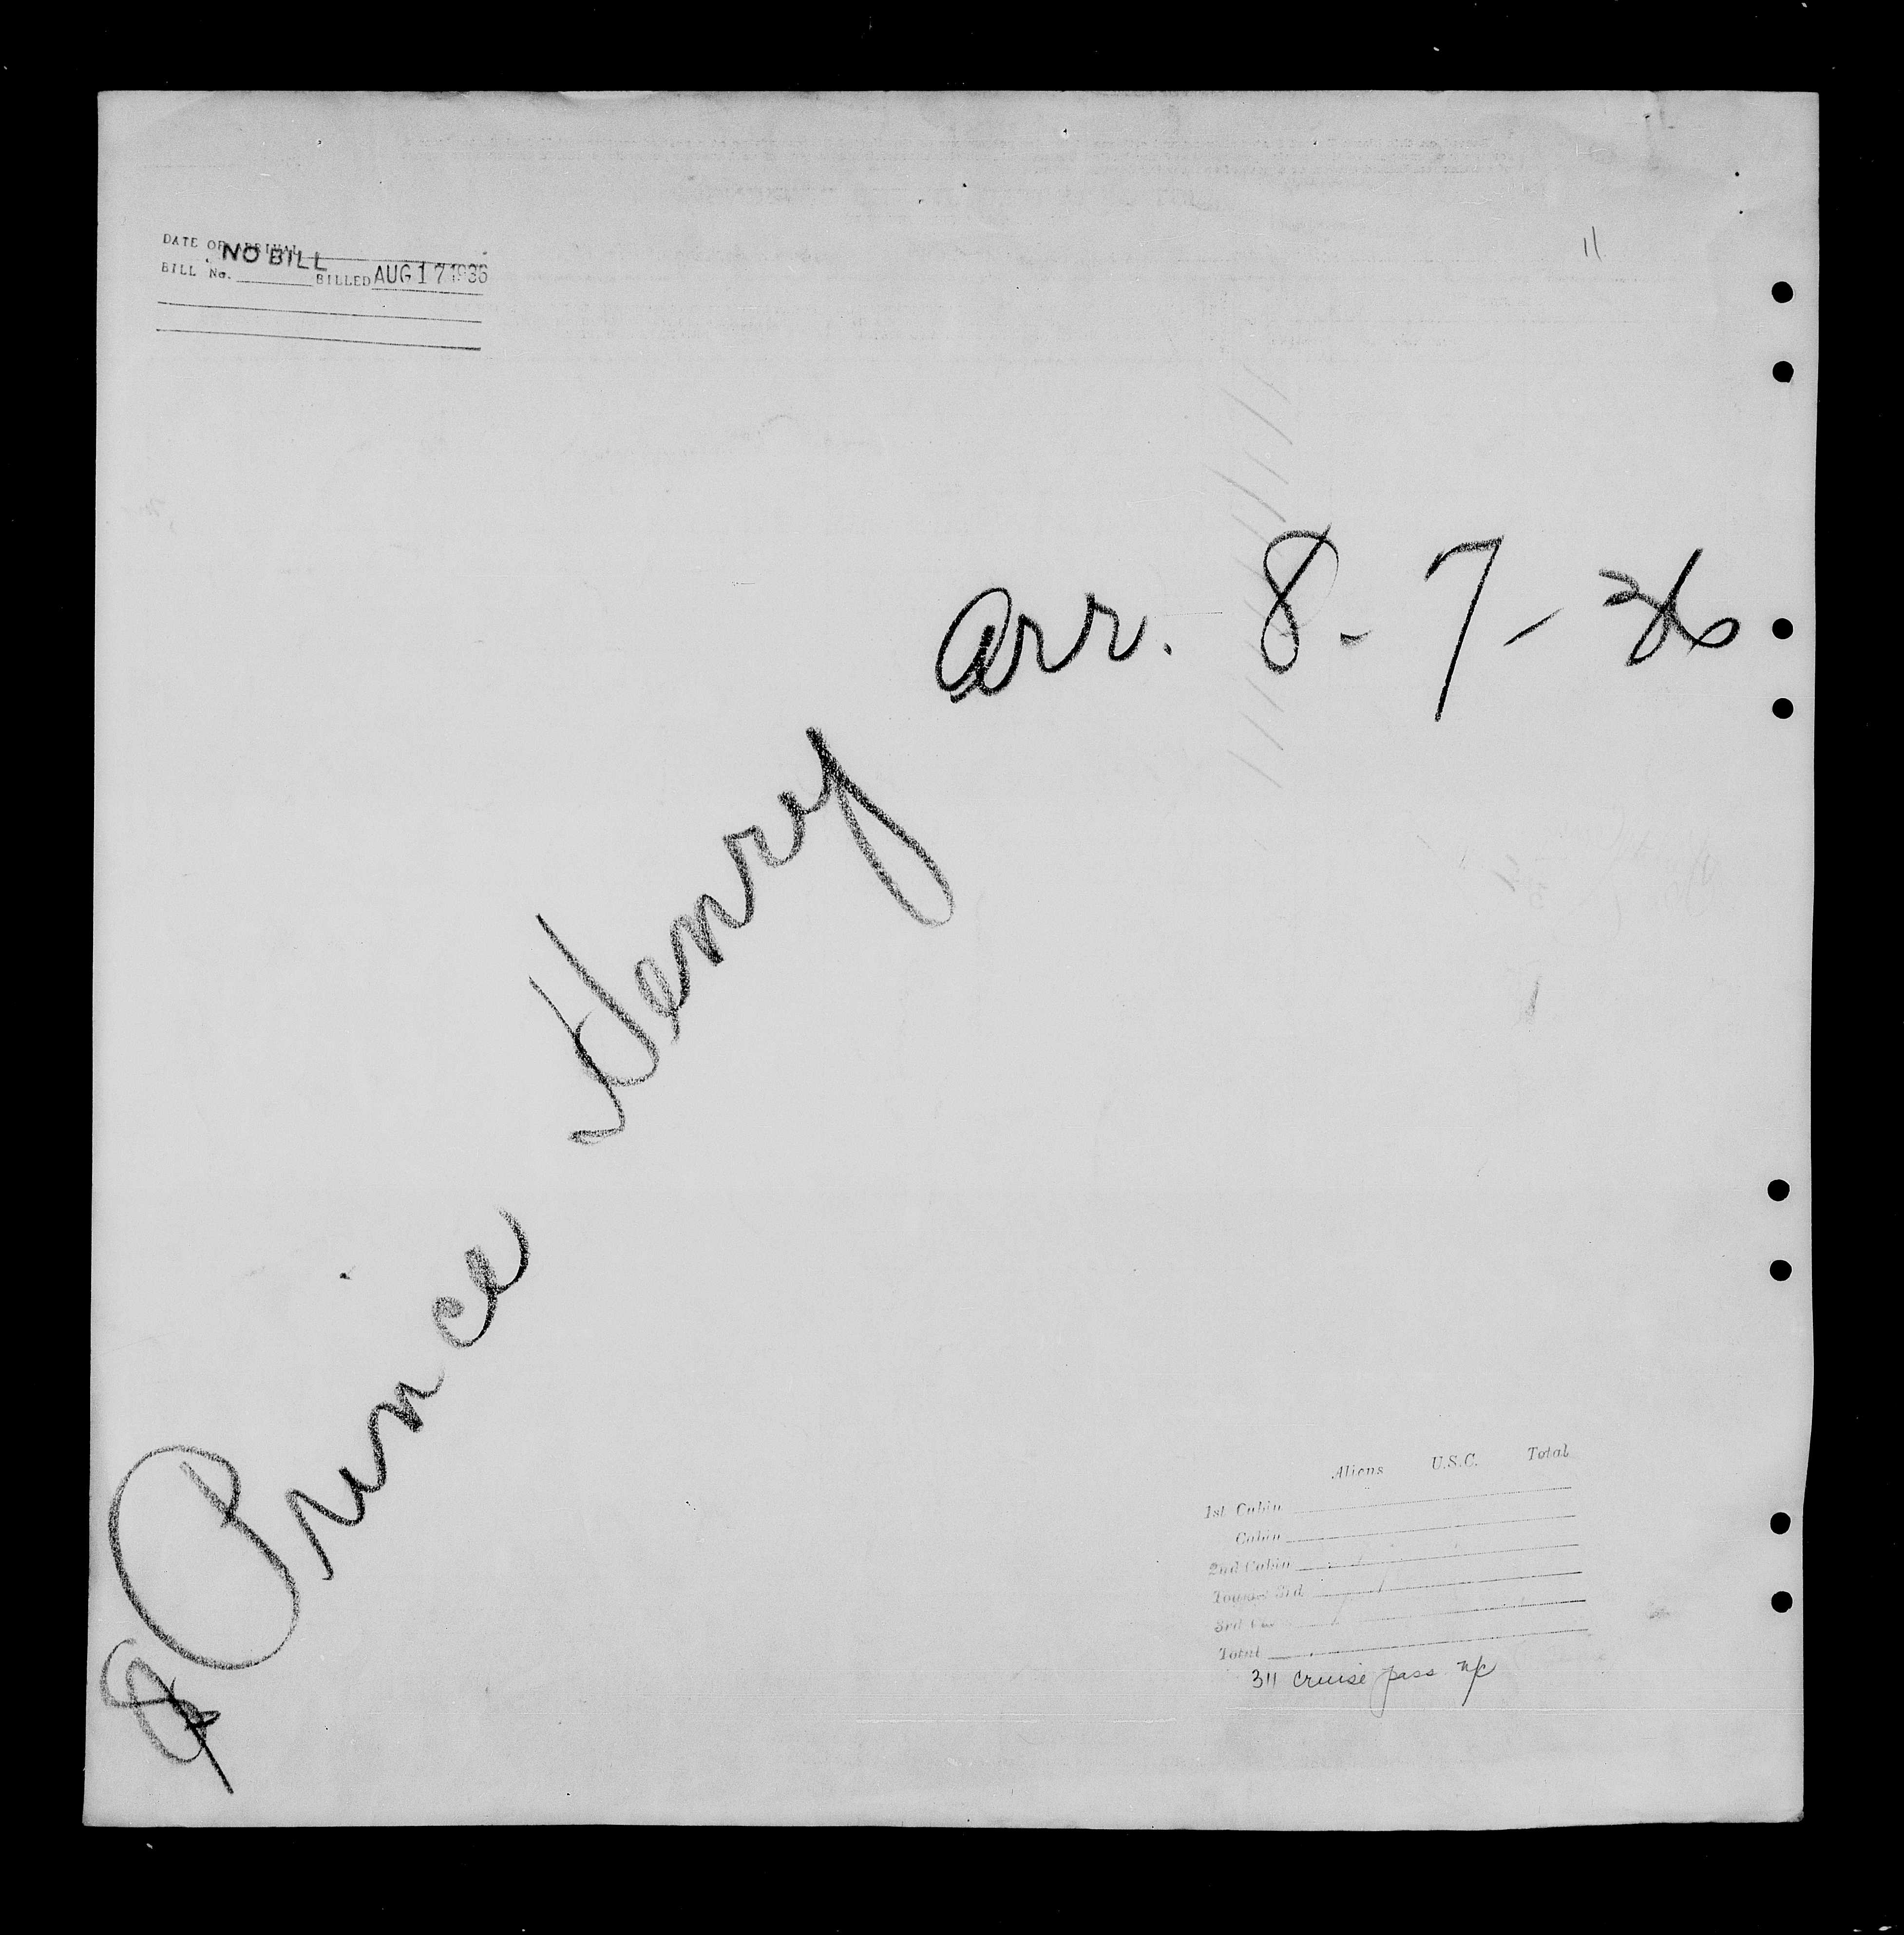 DATE OF ARRIVAL
NO BILL
BILL No. BILLED AUG 17 1936
11
arr. 8-7-36
Prince Henry
Aliens U.S.C. Total
1st Cabin
Cabin
2nd Cabin
Tourist 3rd
3rd
Total
311 cruise pass n/c